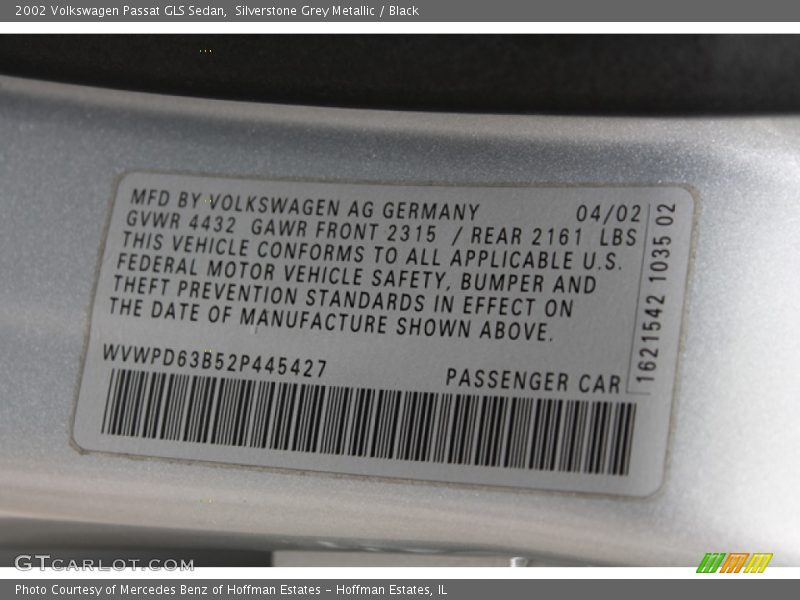 2002 Volkswagen Passat GLS Sedan,  Silverstone Grey Metallic / Black
MFD BY VOLKSWAGEN AG GERMANY 04/02
GVWR 4432 GAWR FRONT 2315 / REAR 2161 LBS
THIS VEHICLE CONFORMS TO ALL APPLICABLE U.S.
FEDERAL MOTOR VEHICLE SAFETY, BUMPER AND
THEFT PREVENTION STANDARDS IN EFFECT ON
THE DATE OF MANUFACTURE SHOWN ABOVE.
WVWPD63B52P445427 PASSENGER CAR
1621542 1035 02
GTCARLOT.COM
Photo Courtesy of Mercedes Benz of Hoffman Estates - Hoffman Estates, IL